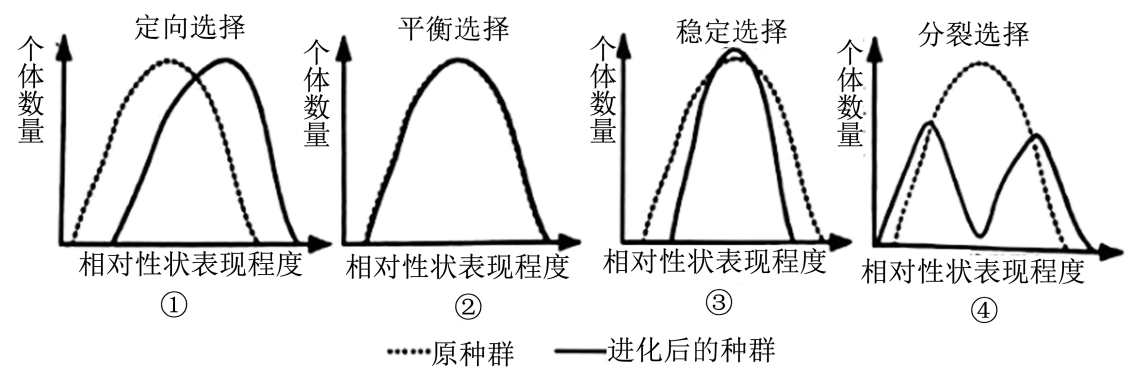 定向选择
个体数量
相对性状表现程度
①
平衡选择
个体数量
相对性状表现程度
②
稳定选择
个体数量
相对性状表现程度
③
分裂选择
个体数量
相对性状表现程度
④
原种群
进化后的种群